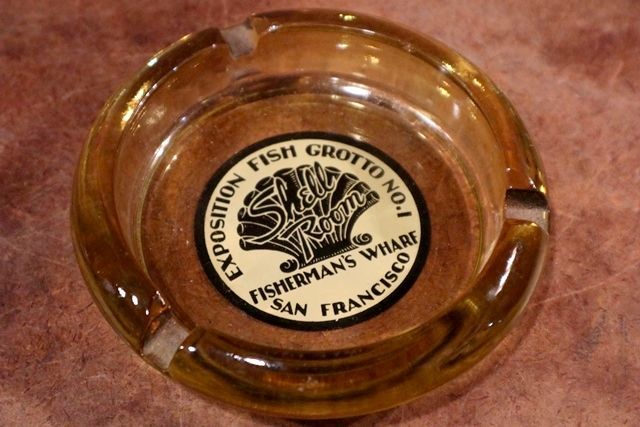 EXPOSITION FISH GROTTO NO.1
Shell
Room
FISHERMAN'S WHARF
SAN FRANCISCO